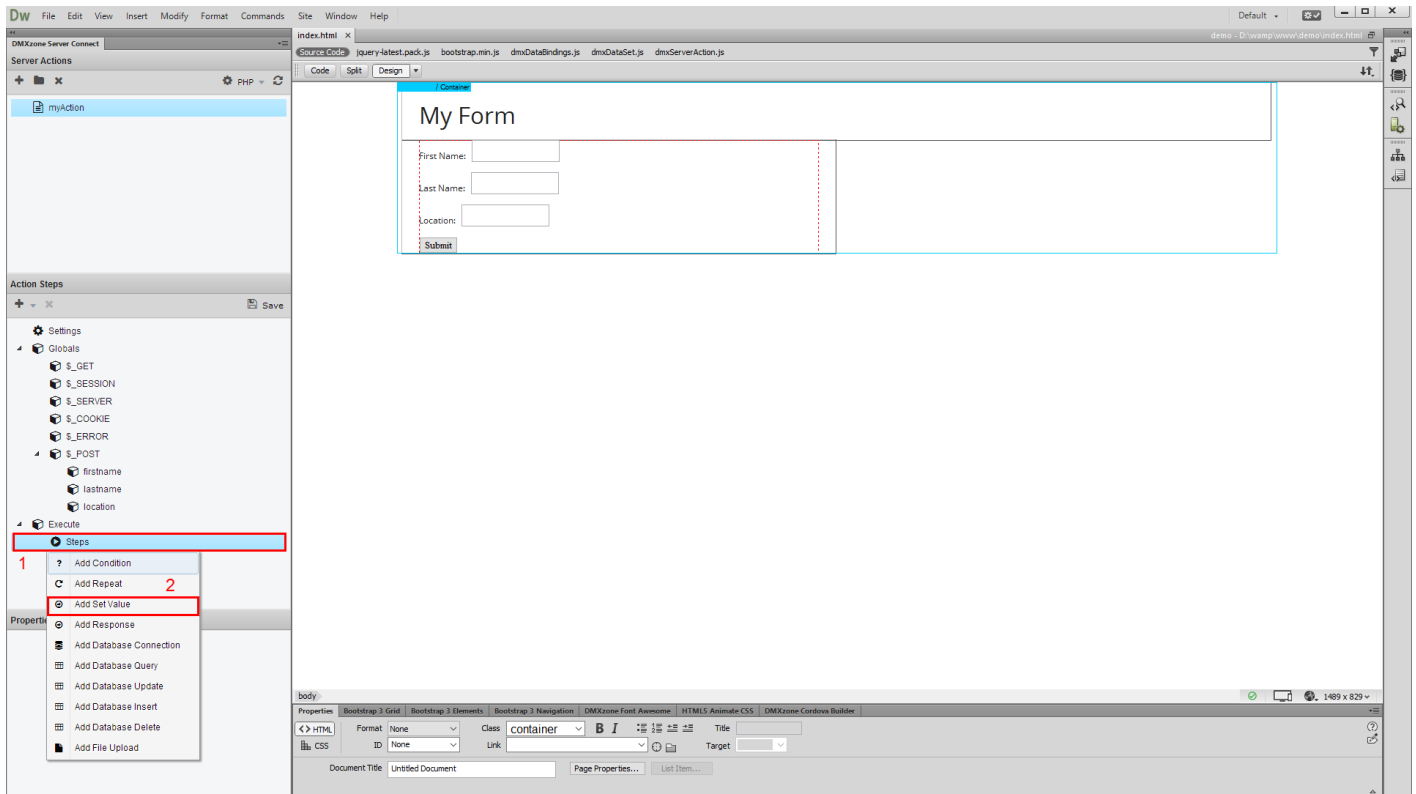 Dw File Edit View Insert Modify Format Commands Site Window Help Default
DMXzone Server Connect
Server Actions
PHP
myAction
index.html × demo - D:\wamp\www\demo\index.html
Source Code jquery-latest.pack.js bootstrap.min.js dmxDataBindings.js dmxDataSet.js dmxServerAction.js
Code Split Design
/ Container
My Form
First Name:
Last Name:
Location:
Submit
Action Steps
Save
Settings
Globals
$_GET
$_SESSION
$_SERVER
$_COOKIE
$_ERROR
$_POST
firstname
lastname
location
Execute
Steps
1
? Add Condition
Add Repeat
2
Add Set Value
Add Response
Add Database Connection
Add Database Query
Add Database Update
Add Database Insert
Add Database Delete
Add File Upload
Properti
body 1489 x 829
Properties Bootstrap 3 Grid Bootstrap 3 Elements Bootstrap 3 Navigation DMXzone Font Awesome HTML5 Animate CSS DMXzone Cordova Builder
<> HTML Format None Class container B I Title
CSS ID None Link Target
Document Title Untitled Document Page Properties... List Item...